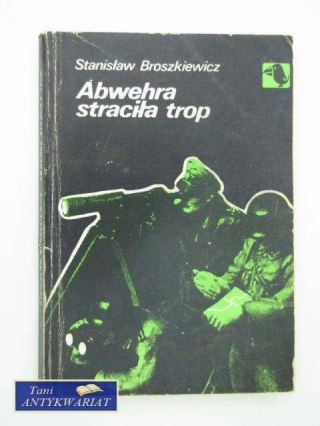 Stanisław Broszkiewicz
Abwehra
straciła trop
Tani
ANTYKWARIAT